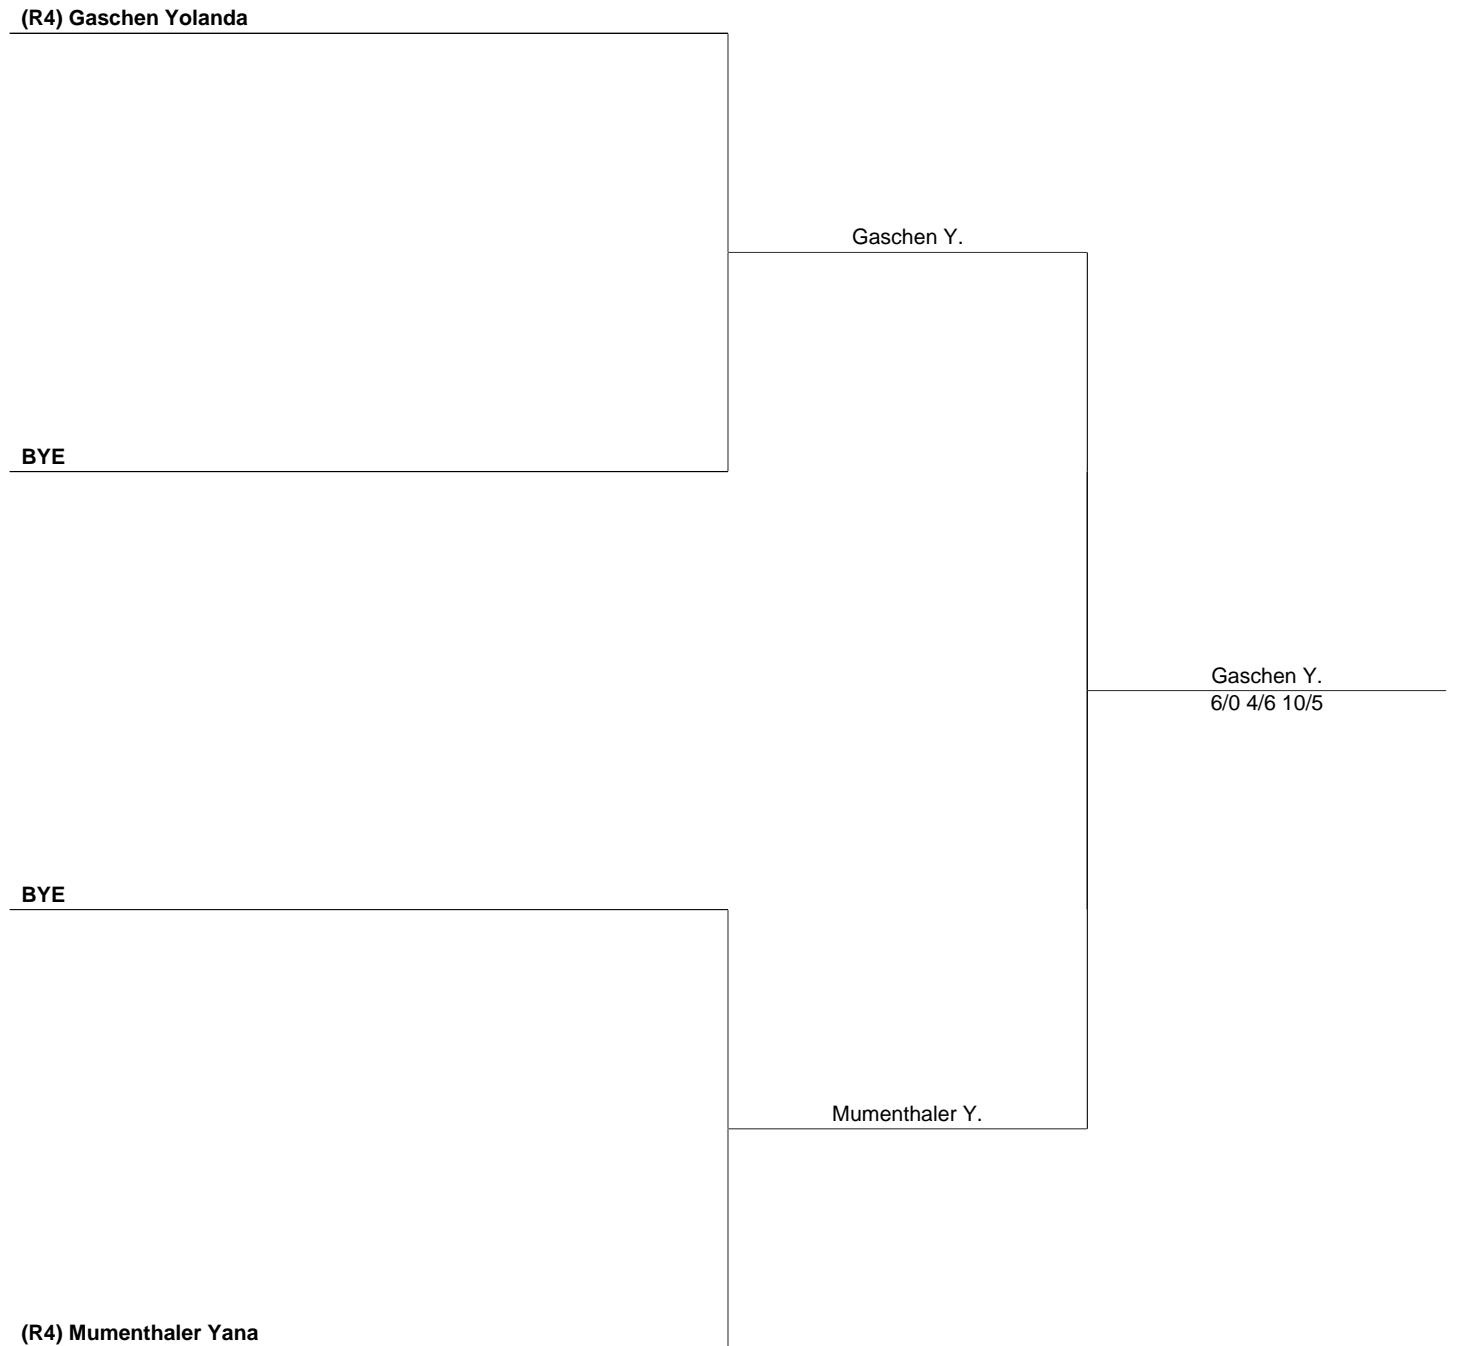 (R4) Gaschen Yolanda
Gaschen Y.
BYE
Gaschen Y.
6/0 4/6 10/5
BYE
Mumenthaler Y.
(R4) Mumenthaler Yana